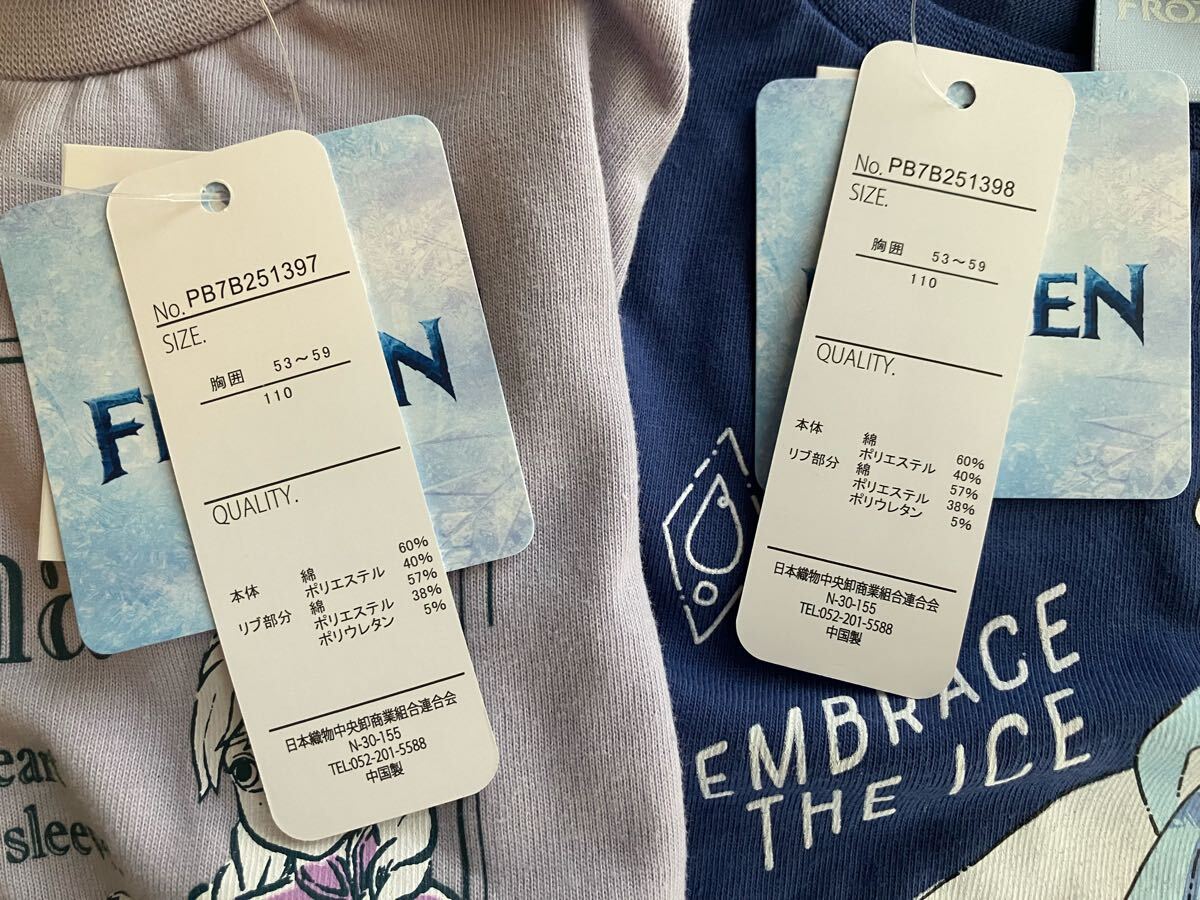 No. PB7B251397
SIZE.
胸囲 53～59
110
QUALITY.
本体 綿 60%
ポリエステル 40%
リブ部分 綿 57%
ポリエステル 38%
ポリウレタン 5%
日本織物中央卸商業組合連合会
N-30-155
TEL:052-201-5588
中国製
No. PB7B251398
SIZE.
胸囲 53～59
110
QUALITY.
本体 綿 60%
ポリエステル 40%
リブ部分 綿 57%
ポリエステル 38%
ポリウレタン 5%
日本織物中央卸商業組合連合会
N-30-155
TEL:052-201-5588
中国製
EMBRACE
THE ICE